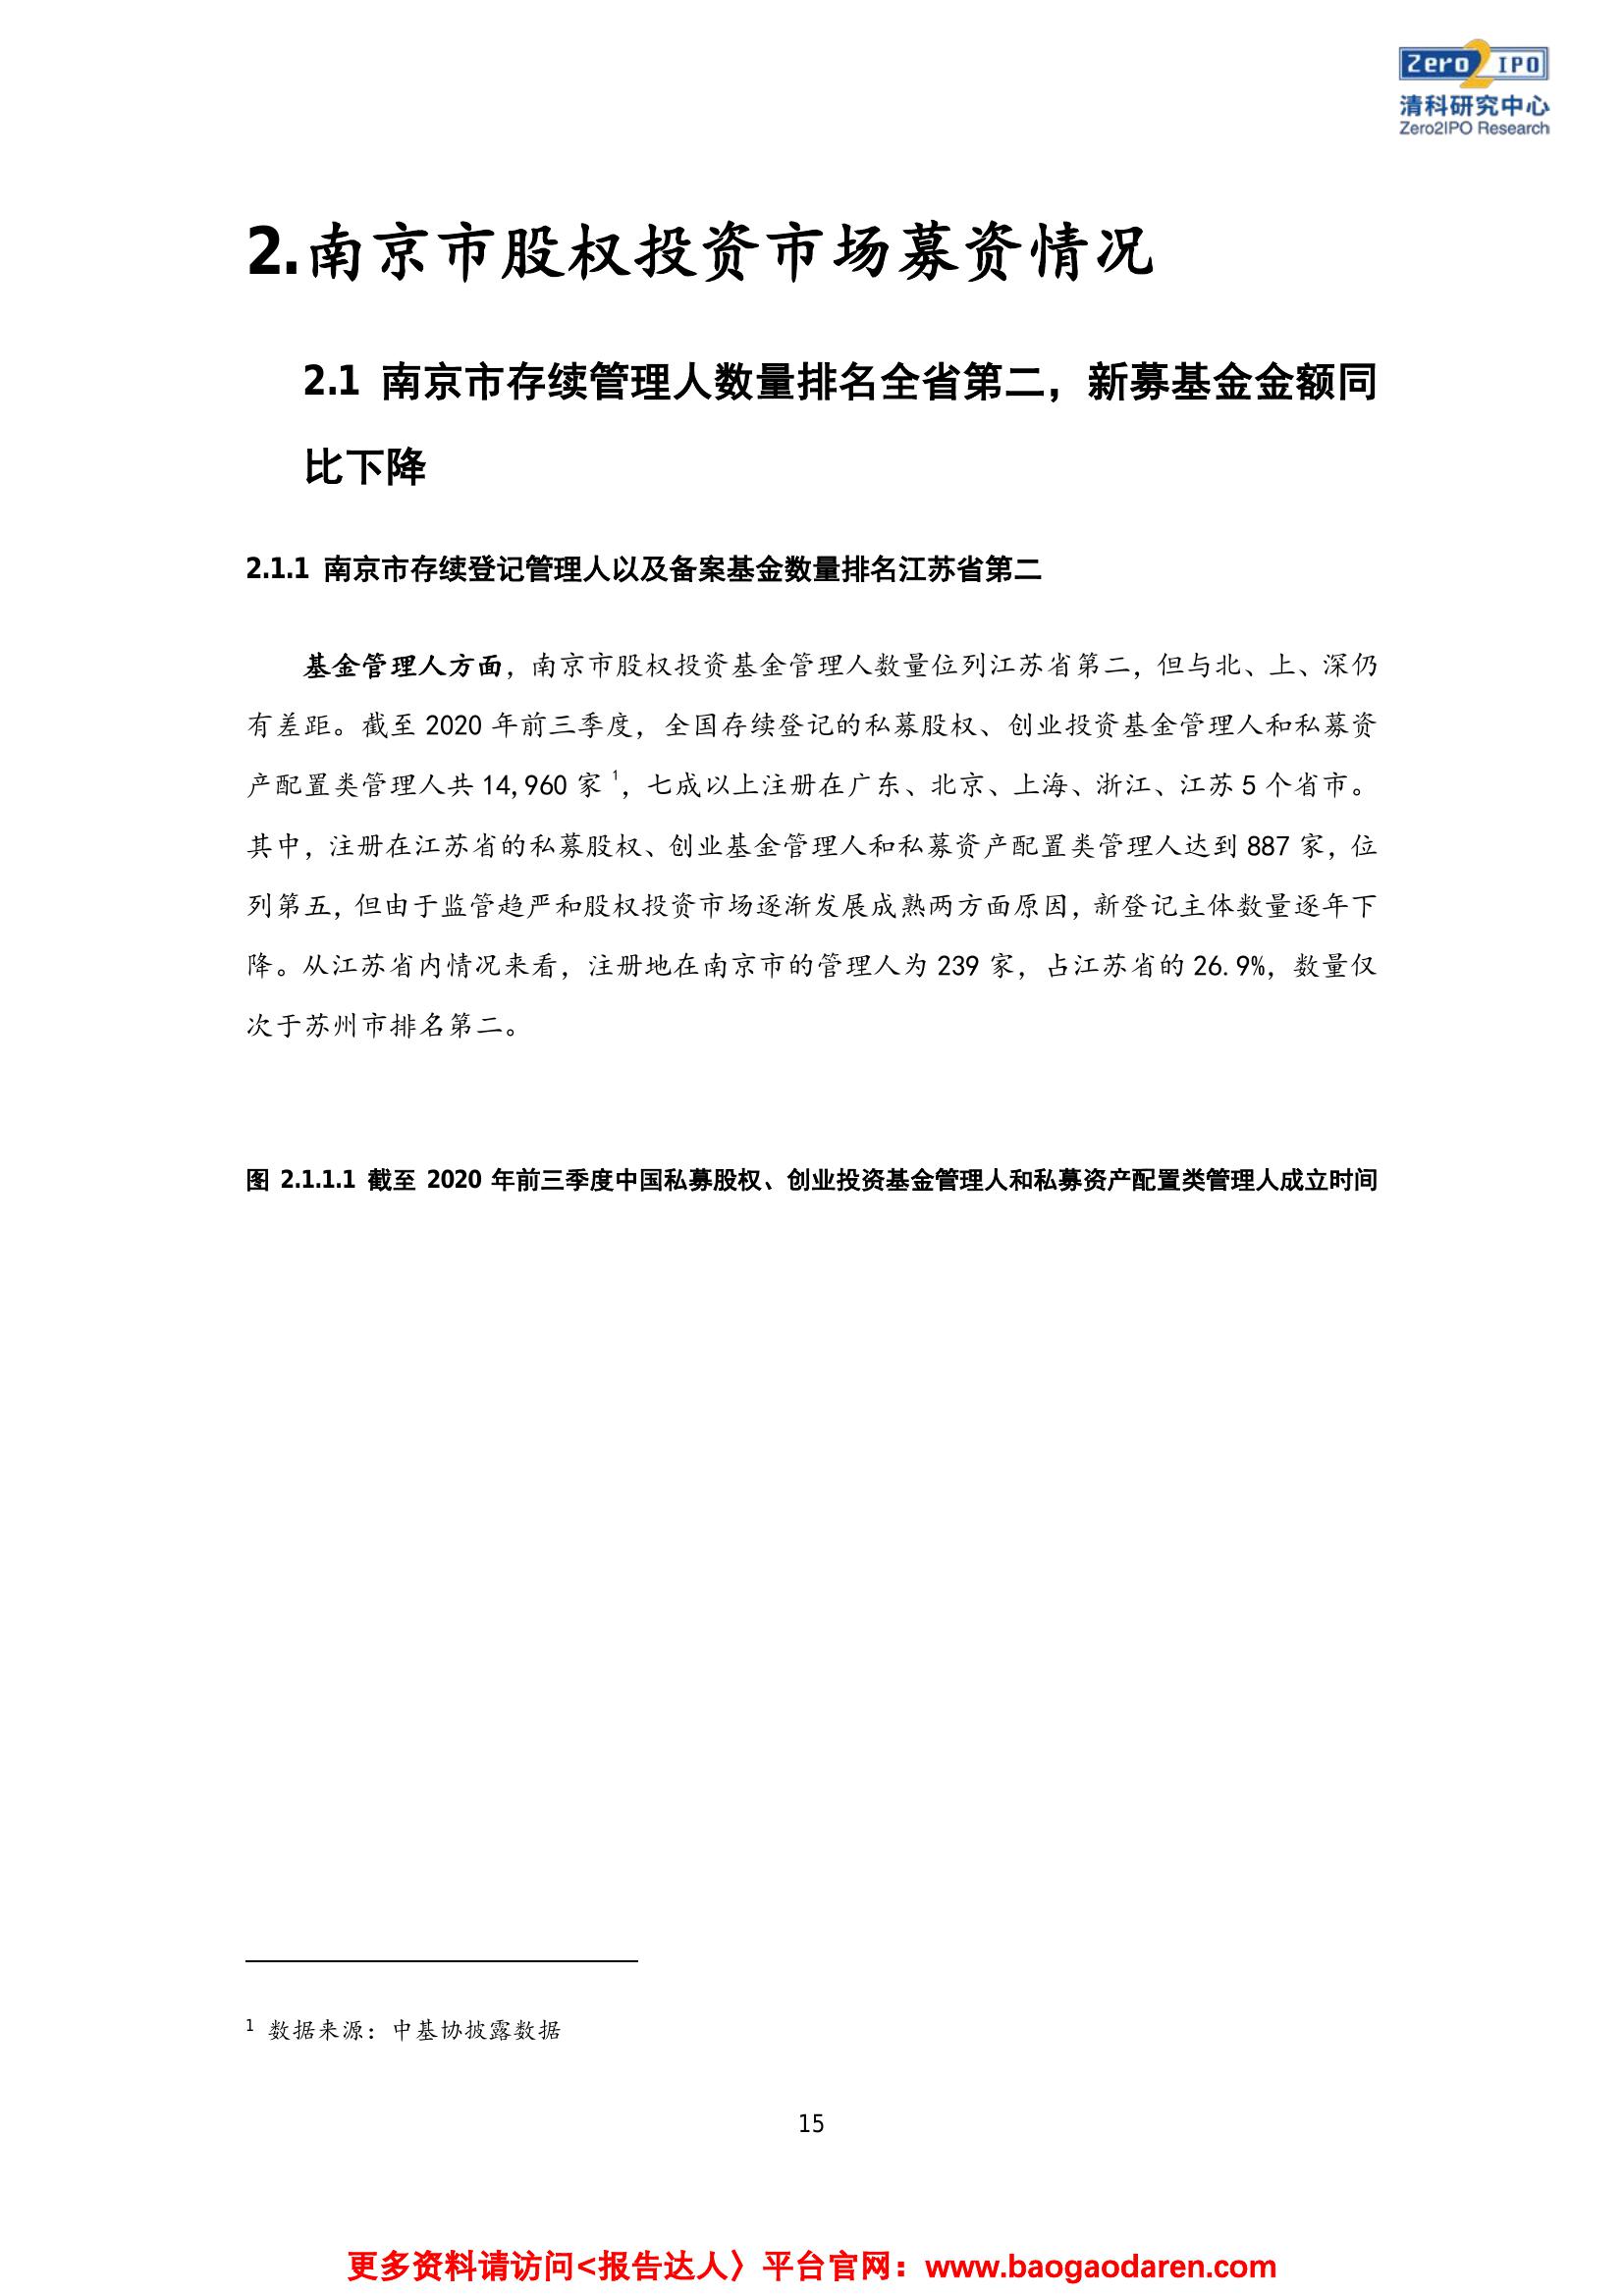 Zero2IPO
清科研究中心
Zero2IPO Research
2.南京市股权投资市场募资情况
2.1 南京市存续管理人数量排名全省第二，新募基金金额同
比下降
2.1.1 南京市存续登记管理人以及备案基金数量排名江苏省第二
基金管理人方面，南京市股权投资基金管理人数量位列江苏省第二，但与北、上、深仍
有差距。截至 2020 年前三季度，全国存续登记的私募股权、创业投资基金管理人和私募资
产配置类管理人共 14,960 家 1，七成以上注册在广东、北京、上海、浙江、江苏 5 个省市。
其中，注册在江苏省的私募股权、创业基金管理人和私募资产配置类管理人达到 887 家，位
列第五，但由于监管趋严和股权投资市场逐渐发展成熟两方面原因，新登记主体数量逐年下
降。从江苏省内情况来看，注册地在南京市的管理人为 239 家，占江苏省的 26.9%，数量仅
次于苏州市排名第二。
图 2.1.1.1 截至 2020 年前三季度中国私募股权、创业投资基金管理人和私募资产配置类管理人成立时间
1 数据来源：中基协披露数据
15
更多资料请访问<报告达人〉平台官网：www.baogaodaren.com